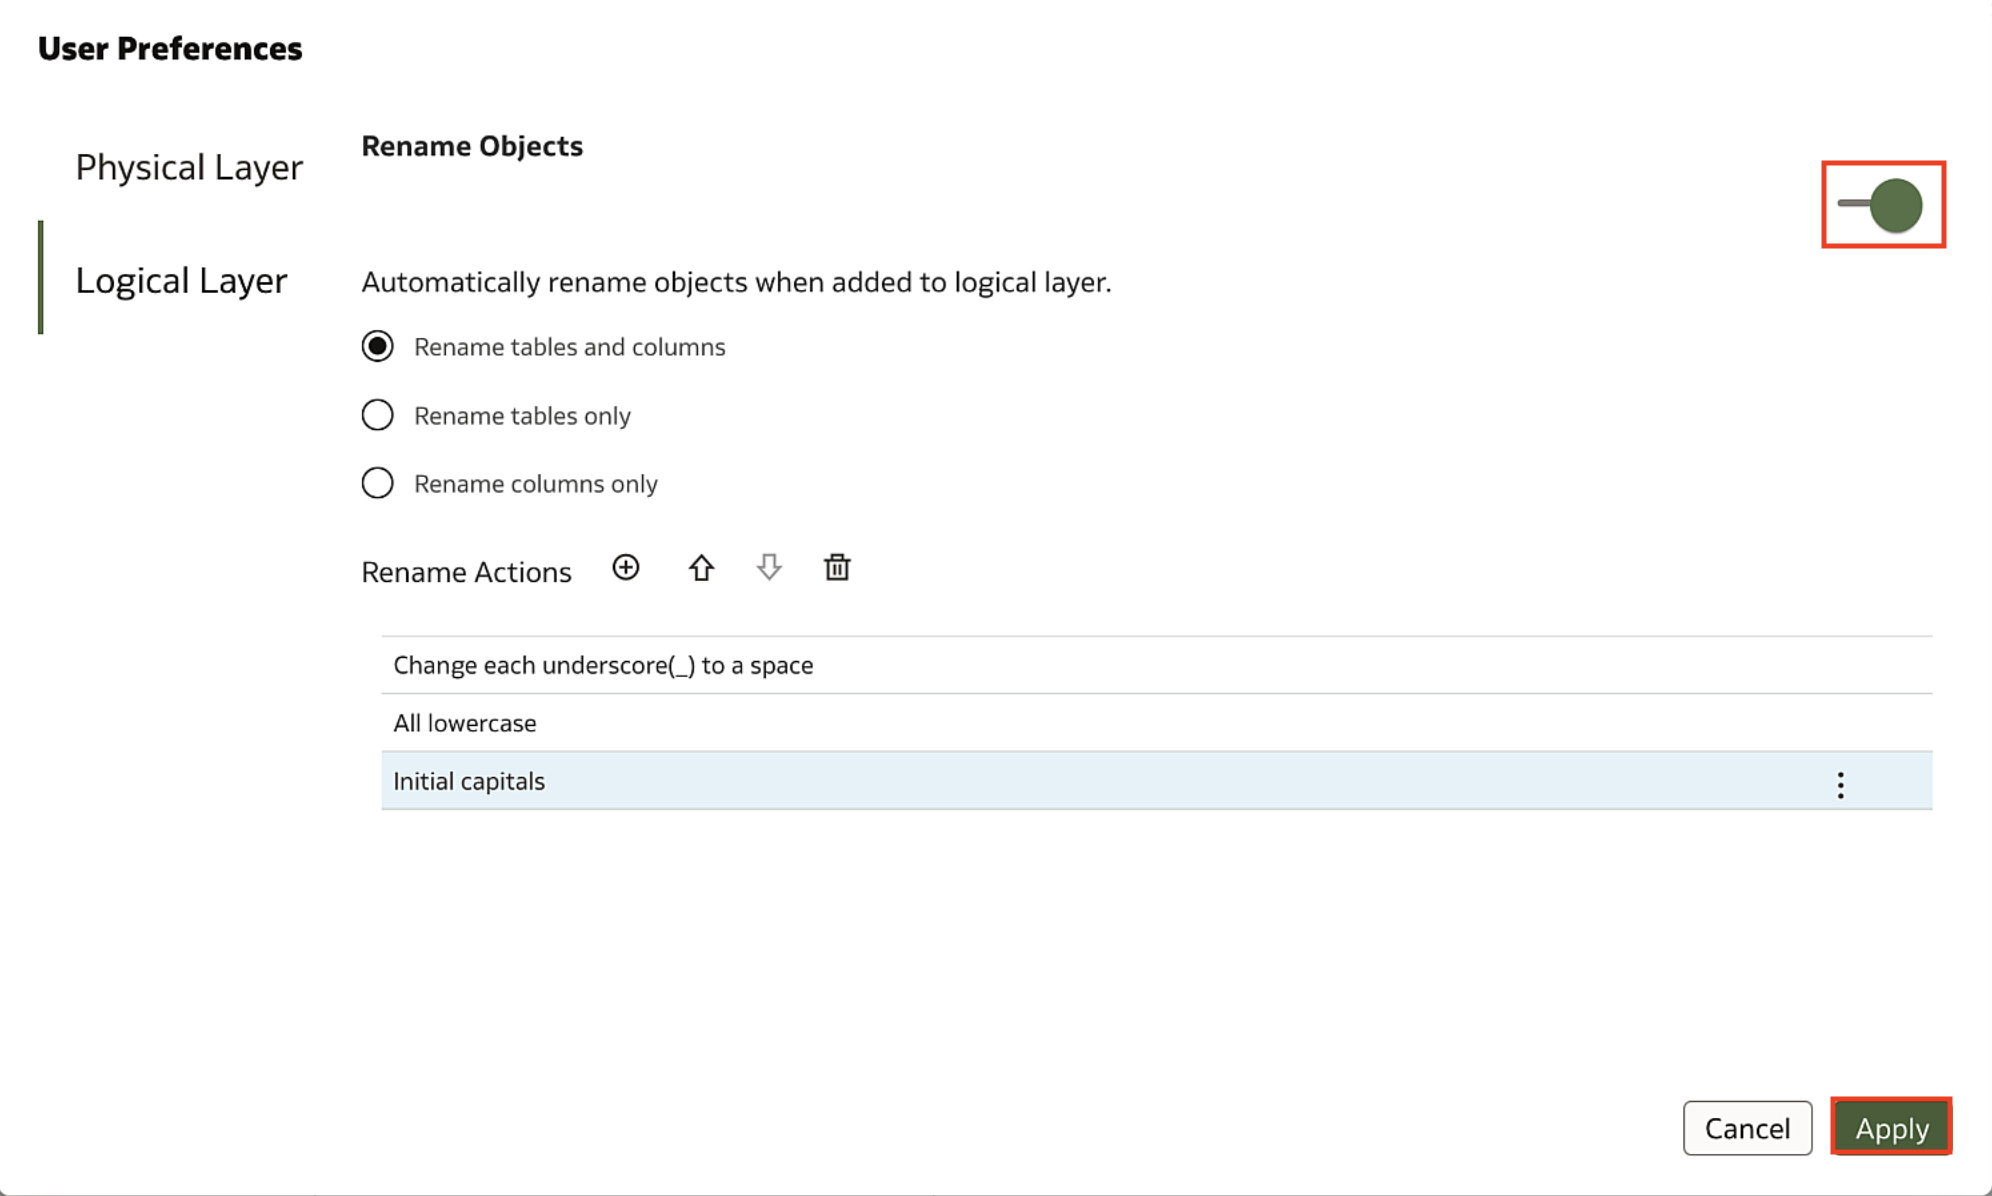 User Preferences
Physical Layer
Logical Layer
Rename Objects
Automatically rename objects when added to logical layer.
Rename tables and columns
Rename tables only
Rename columns only
Rename Actions
Change each underscore(_) to a space
All lowercase
Initial capitals
Cancel
Apply